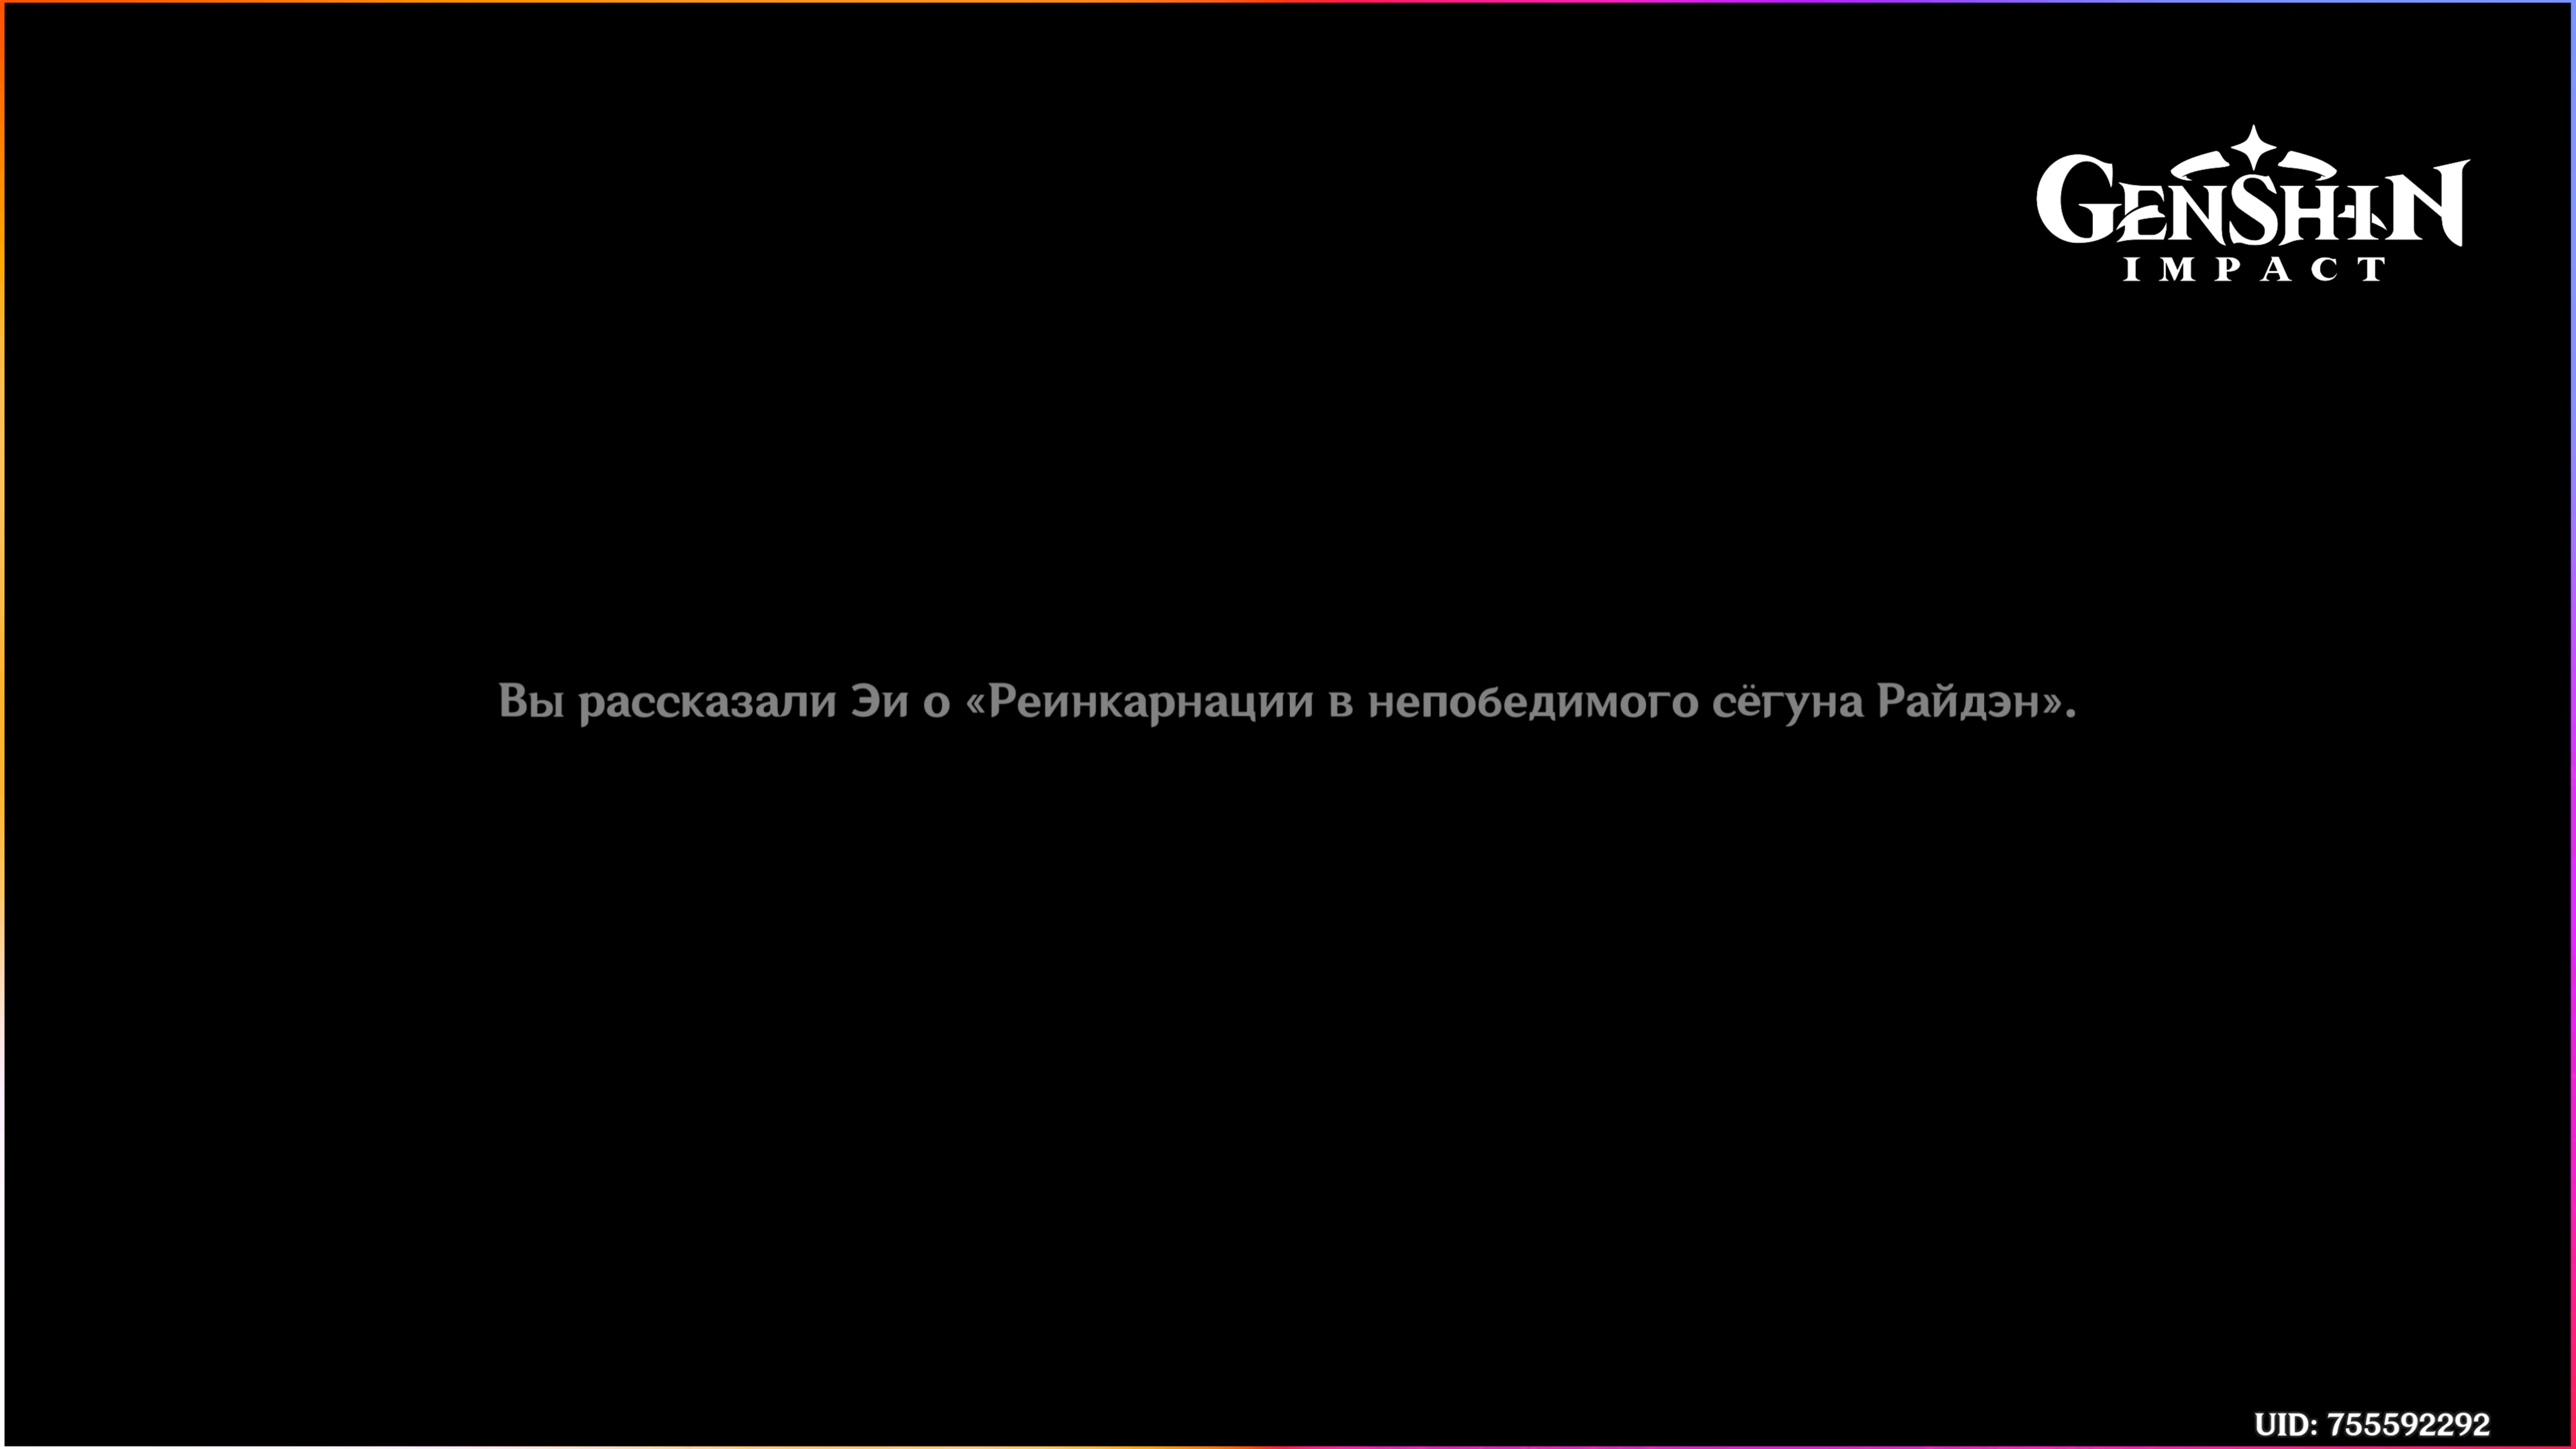 GENSHIN
IMPACT
Вы рассказали Эи о «Реинкарнации в непобедимого сёгуна Райдэн».
UID: 755592292